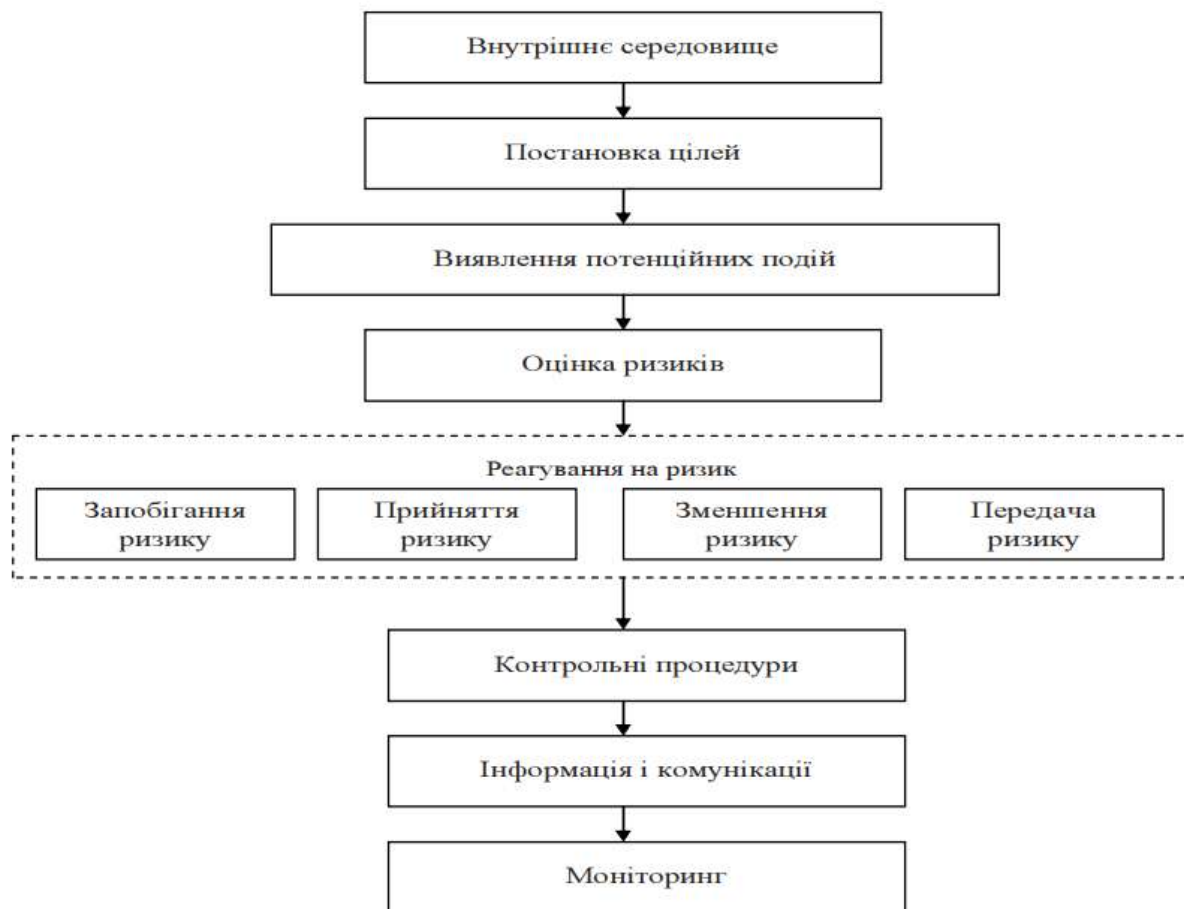 Внутрішнє середовище
Постановка цілей
Виявлення потенційних подій
Оцінка ризиків
Реагування на ризик
Запобігання
ризику
Прийняття
ризику
Зменшення
ризику
Передача
ризику
Контрольні процедури
Інформація і комунікації
Моніторинг